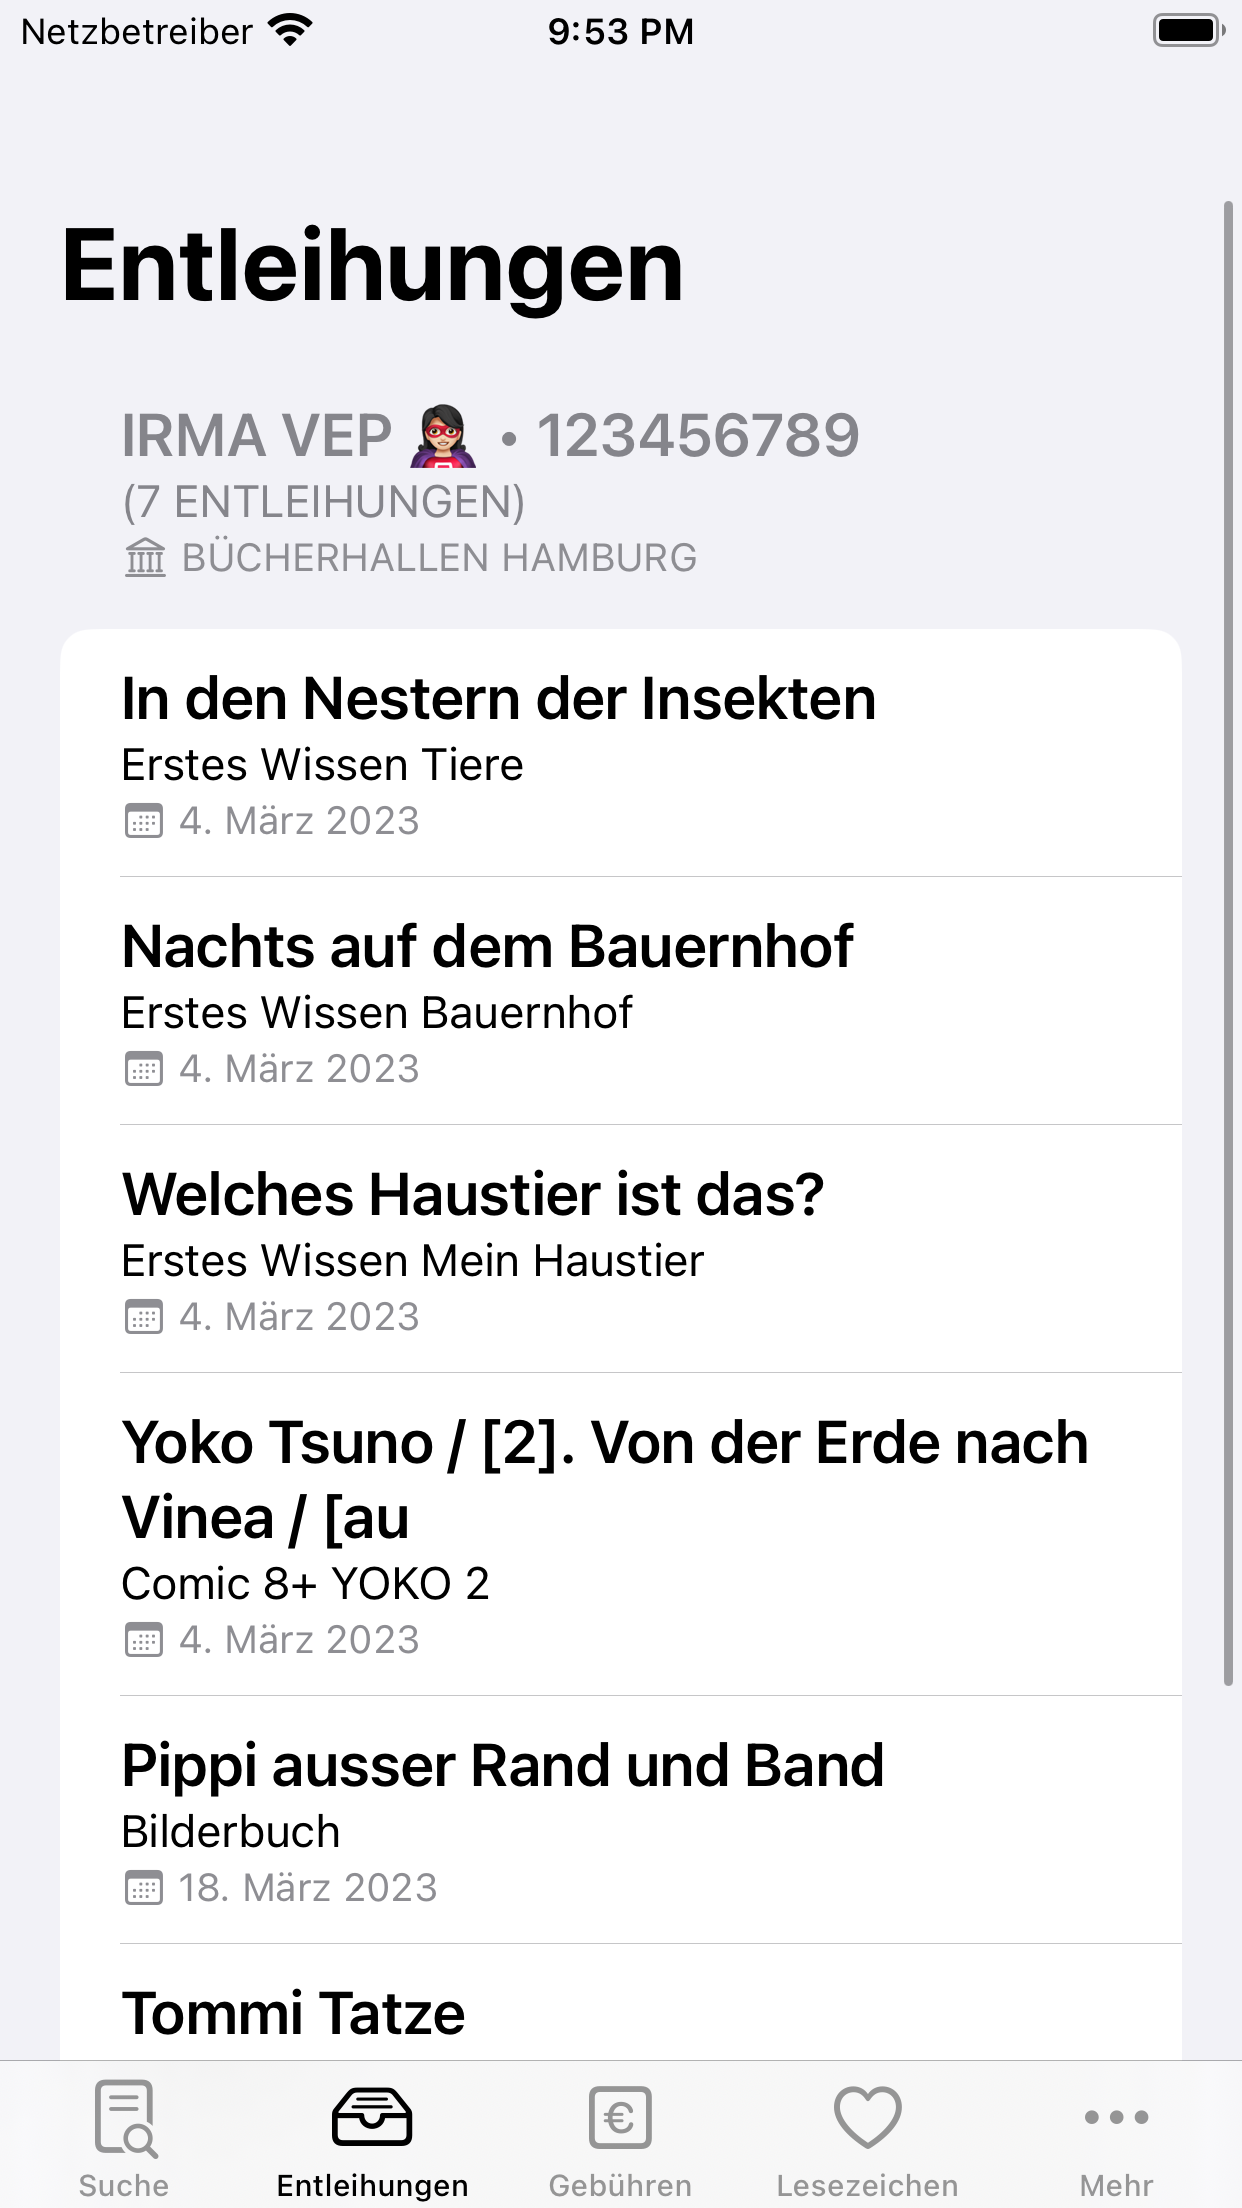 Netzbetreiber 9:53 PM
Entleihungen
IRMA VEP • 123456789
(7 ENTLEIHUNGEN)
BÜCHERHALLEN HAMBURG
In den Nestern der Insekten
Erstes Wissen Tiere
4. März 2023
Nachts auf dem Bauernhof
Erstes Wissen Bauernhof
4. März 2023
Welches Haustier ist das?
Erstes Wissen Mein Haustier
4. März 2023
Yoko Tsuno / [2]. Von der Erde nach
Vinea / [au
Comic 8+ YOKO 2
4. März 2023
Pippi ausser Rand und Band
Bilderbuch
18. März 2023
Tommi Tatze
Suche Entleihungen Gebühren Lesezeichen Mehr